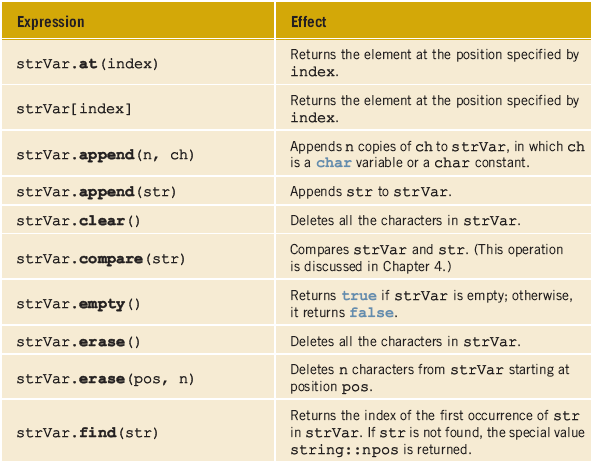 Expression Effect
strVar.at(index) Returns the element at the position specified by
index.
strVar[index] Returns the element at the position specified by
index.
strVar.append(n, ch) Appends n copies of ch to strVar, in which ch
is a char variable or a char constant.
strVar.append(str) Appends str to strVar.
strVar.clear() Deletes all the characters in strVar.
strVar.compare(str) Compares strVar and str. (This operation
is discussed in Chapter 4.)
strVar.empty() Returns true if strVar is empty; otherwise,
it returns false.
strVar.erase() Deletes all the characters in strVar.
strVar.erase(pos, n) Deletes n characters from strVar starting at
position pos.
strVar.find(str) Returns the index of the first occurrence of str
in strVar. If str is not found, the special value
string::npos is returned.